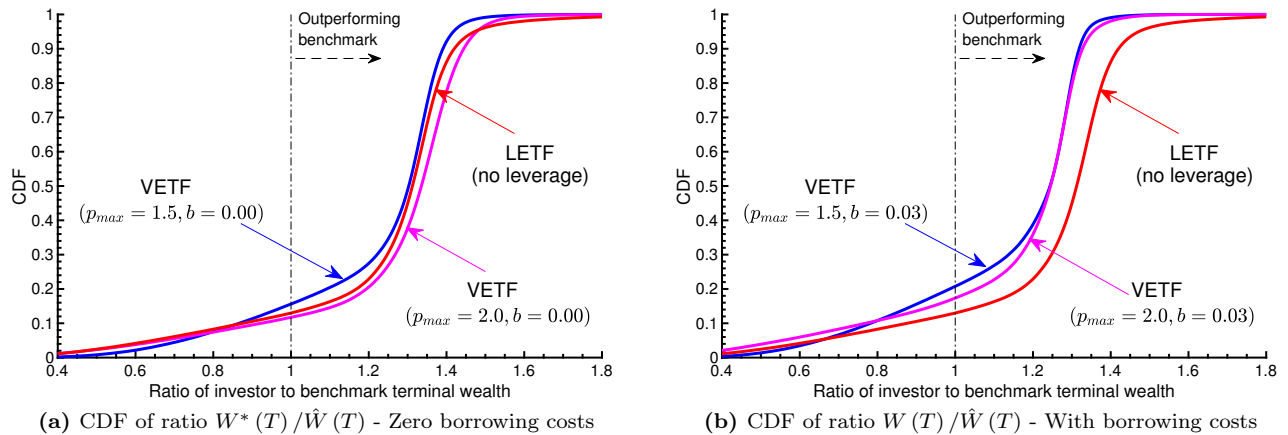 Outperforming
benchmark
LETF
(no leverage)
VETF
(p_max = 1.5, b = 0.00)
VETF
(p_max = 2.0, b = 0.00)
CDF
1
0.9
0.8
0.7
0.6
0.5
0.4
0.3
0.2
0.1
0
0.4 0.6 0.8 1 1.2 1.4 1.6 1.8
Ratio of investor to benchmark terminal wealth
(a) CDF of ratio W* (T) /Ŵ (T) - Zero borrowing costs
Outperforming
benchmark
LETF
(no leverage)
VETF
(p_max = 1.5, b = 0.03)
VETF
(p_max = 2.0, b = 0.03)
CDF
1
0.9
0.8
0.7
0.6
0.5
0.4
0.3
0.2
0.1
0
0.4 0.6 0.8 1 1.2 1.4 1.6 1.8
Ratio of investor to benchmark terminal wealth
(b) CDF of ratio W (T) /Ŵ (T) - With borrowing costs